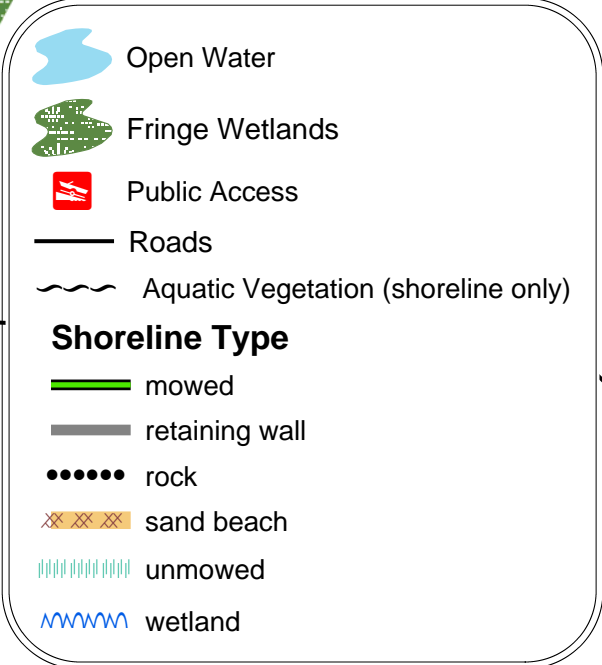 Open Water
Fringe Wetlands
Public Access
Roads
Aquatic Vegetation (shoreline only)
Shoreline Type
mowed
retaining wall
rock
sand beach
unmowed
wetland